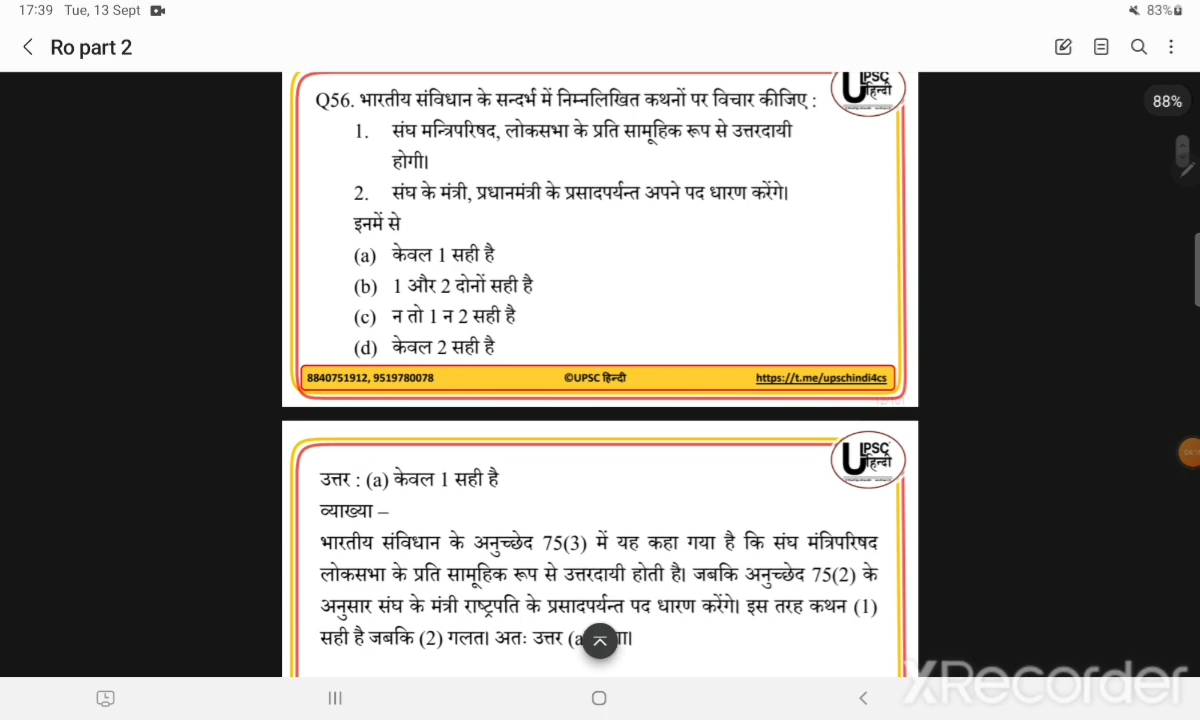 17:39 Tue, 13 Sept
83%
Ro part 2
88%
UPSC
हिन्दी
Q56. भारतीय संविधान के सन्दर्भ में निम्नलिखित कथनों पर विचार कीजिए :
1. संघ मन्त्रिपरिषद, लोकसभा के प्रति सामूहिक रूप से उत्तरदायी
होगी।
2. संघ के मंत्री, प्रधानमंत्री के प्रसादपर्यन्त अपने पद धारण करेंगे।
इनमें से
(a) केवल 1 सही है
(b) 1 और 2 दोनों सही है
(c) न तो 1 न 2 सही है
(d) केवल 2 सही है
8840751912, 9519780078 ©UPSC हिन्दी https://t.me/upschindi4cs
UPSC
हिन्दी
उत्तर : (a) केवल 1 सही है
व्याख्या –
भारतीय संविधान के अनुच्छेद 75(3) में यह कहा गया है कि संघ मंत्रिपरिषद
लोकसभा के प्रति सामूहिक रूप से उत्तरदायी होती है। जबकि अनुच्छेद 75(2) के
अनुसार संघ के मंत्री राष्ट्रपति के प्रसादपर्यन्त पद धारण करेंगे। इस तरह कथन (1)
सही है जबकि (2) गलत। अतः उत्तर (a
XRecorder